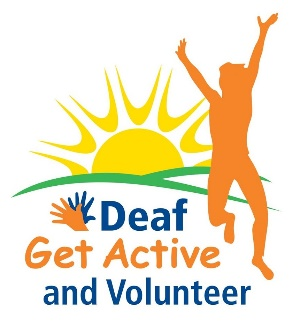 Deaf
Get Active
and Volunteer